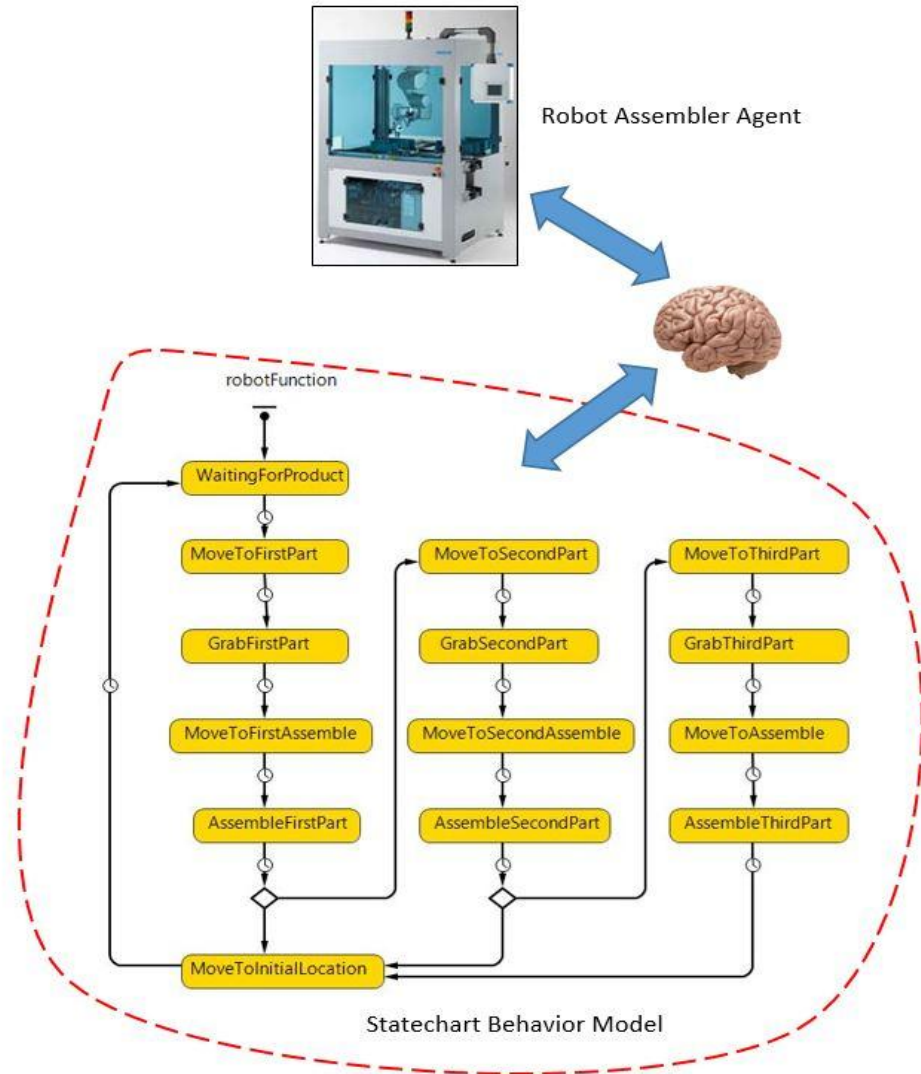 Robot Assembler Agent
robotFunction
WaitingForProduct
MoveToFirstPart
MoveToSecondPart
MoveToThirdPart
GrabFirstPart
GrabSecondPart
GrabThirdPart
MoveToFirstAssemble
MoveToSecondAssemble
MoveToAssemble
AssembleFirstPart
AssembleSecondPart
AssembleThirdPart
MoveToInitialLocation
Statechart Behavior Model